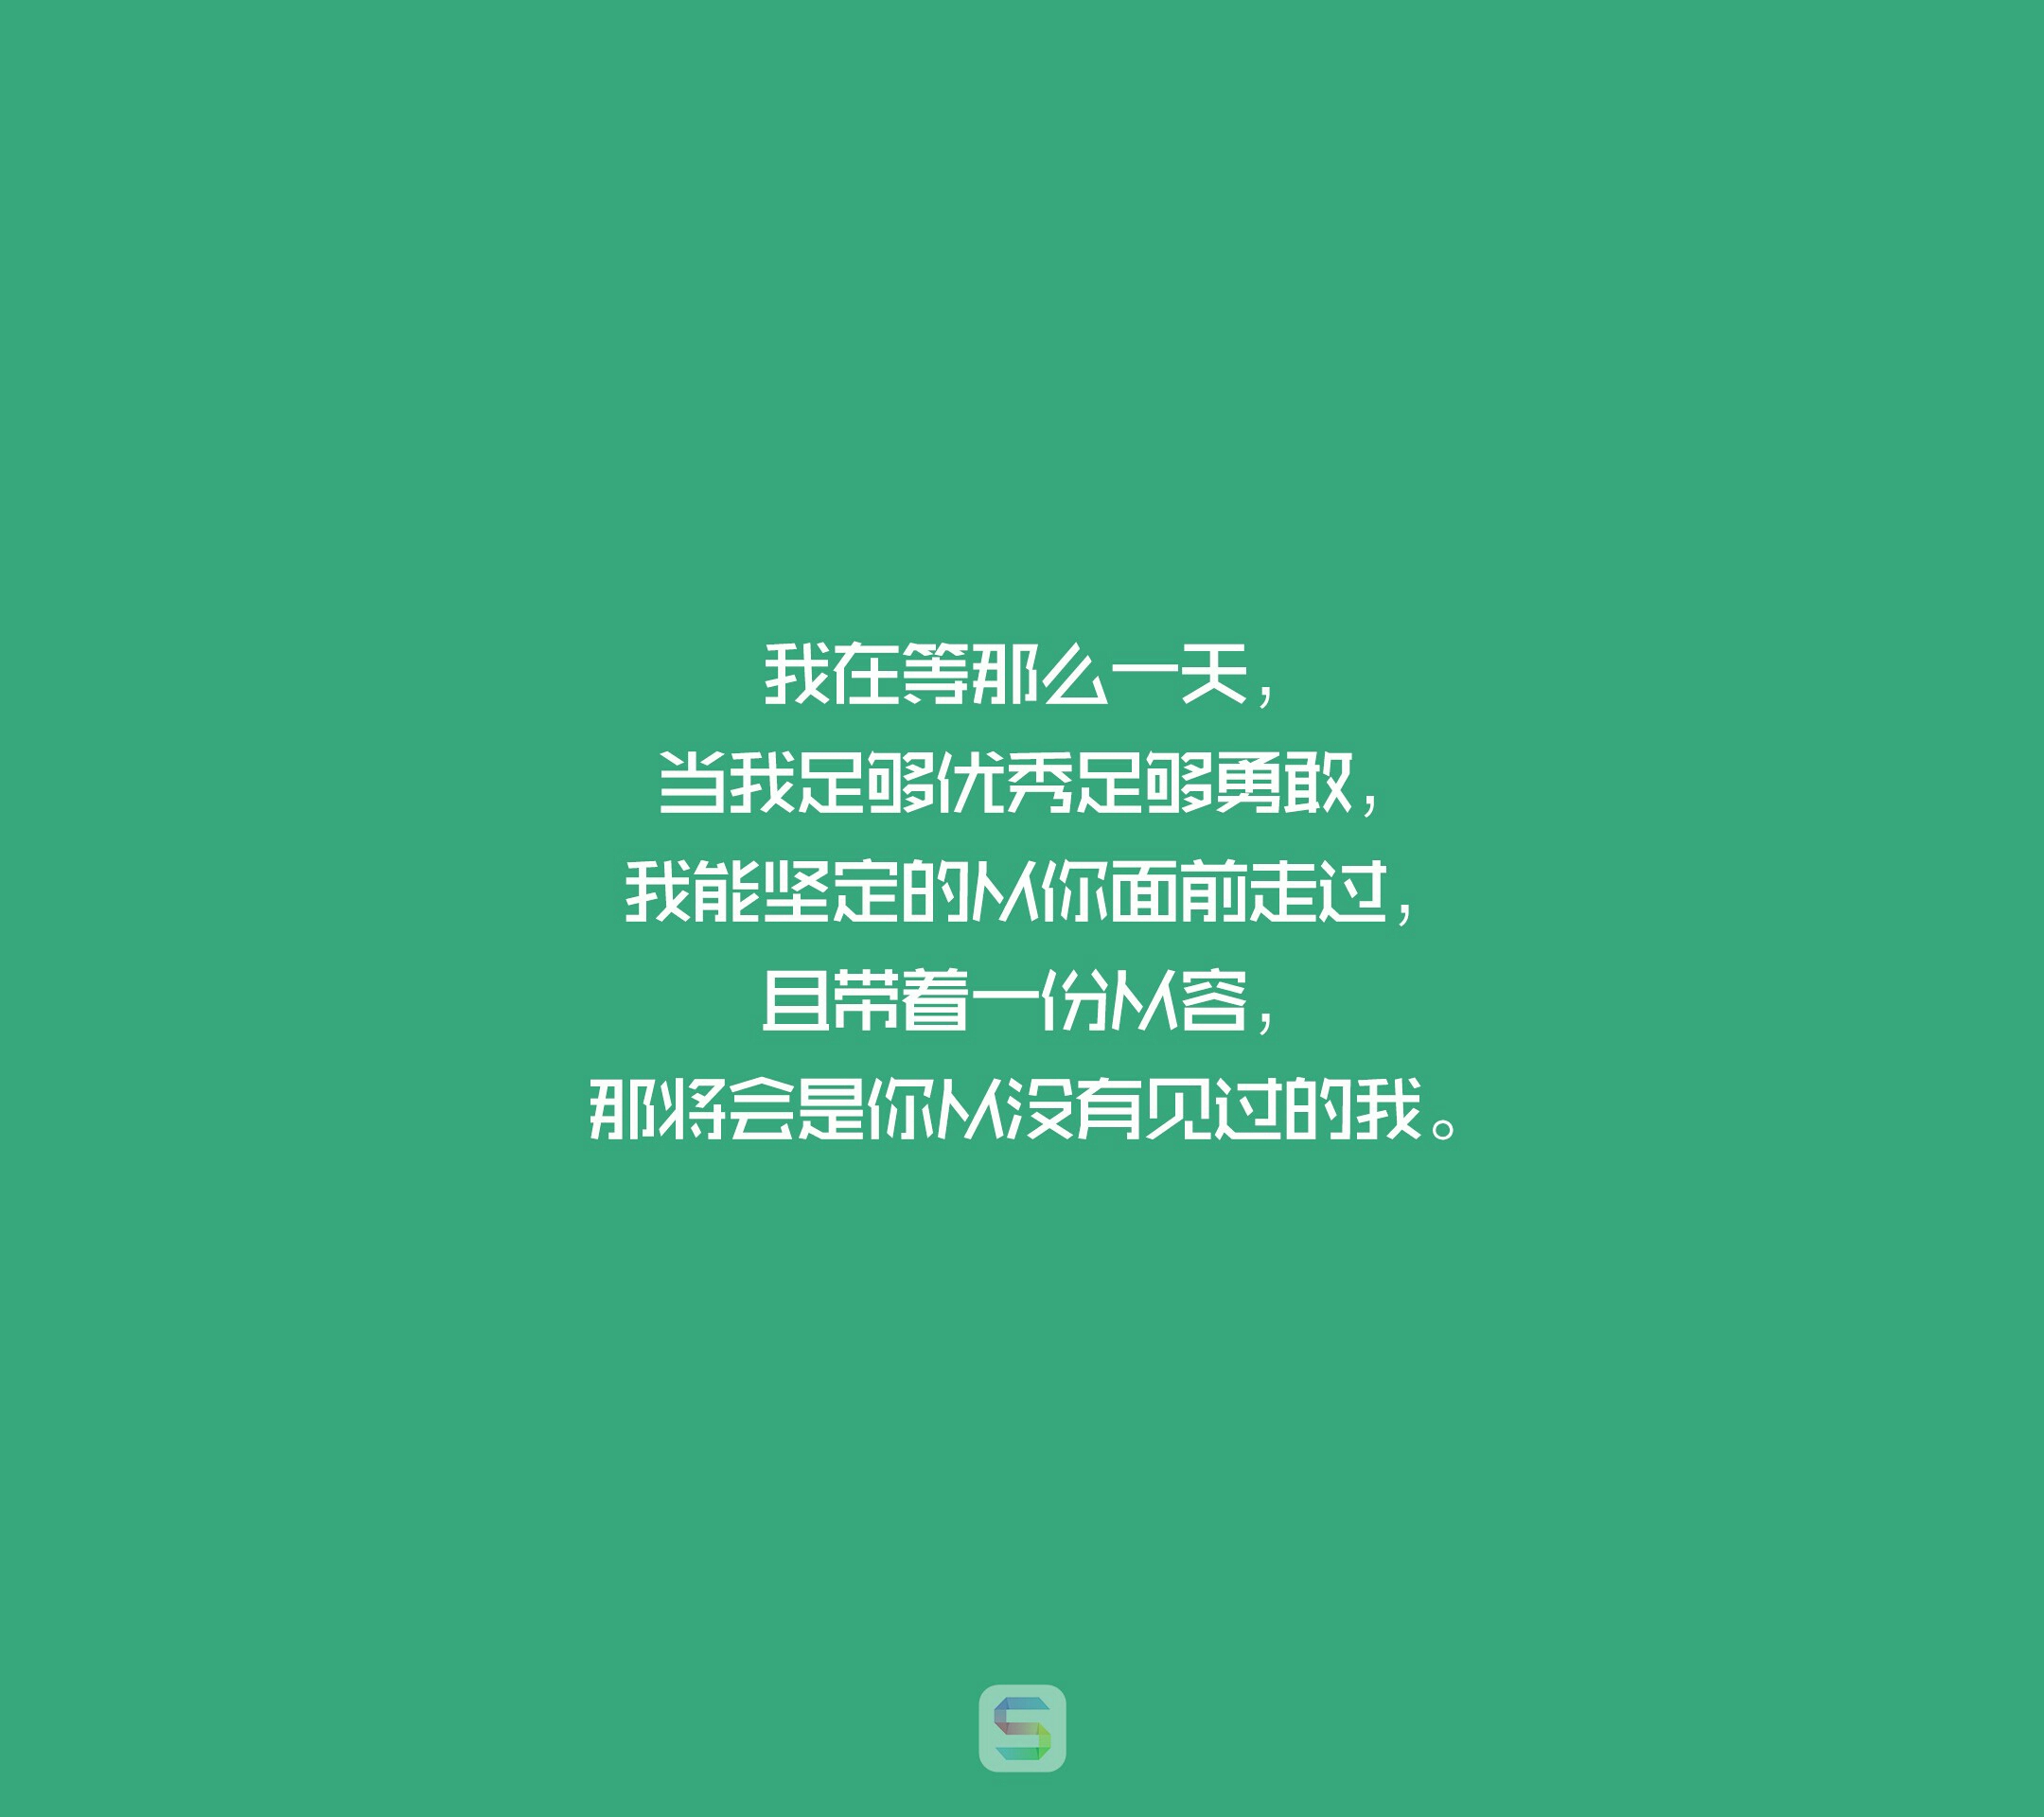 我在等那么一天，
当我足够优秀足够勇敢，
我能坚定的从你面前走过，
且带着一份从容，
那将会是你从没有见过的我。
S